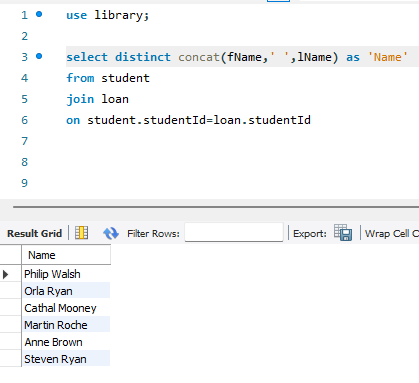 1 use library;
2
3 select distinct concat(fName,' ',lName) as 'Name'
4 from student
5 join loan
6 on student.studentId=loan.studentId
7
8
9
Result Grid Filter Rows: Export: Wrap Cell C
Name
Philip Walsh
Orla Ryan
Cathal Mooney
Martin Roche
Anne Brown
Steven Ryan